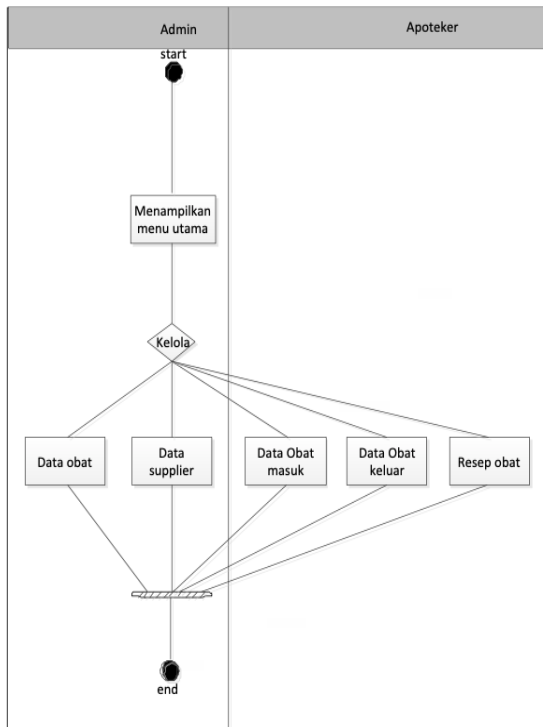 Admin
Apoteker
start
Menampilkan
menu utama
Kelola
Data obat
Data
supplier
Data Obat
masuk
Data Obat
keluar
Resep obat
end